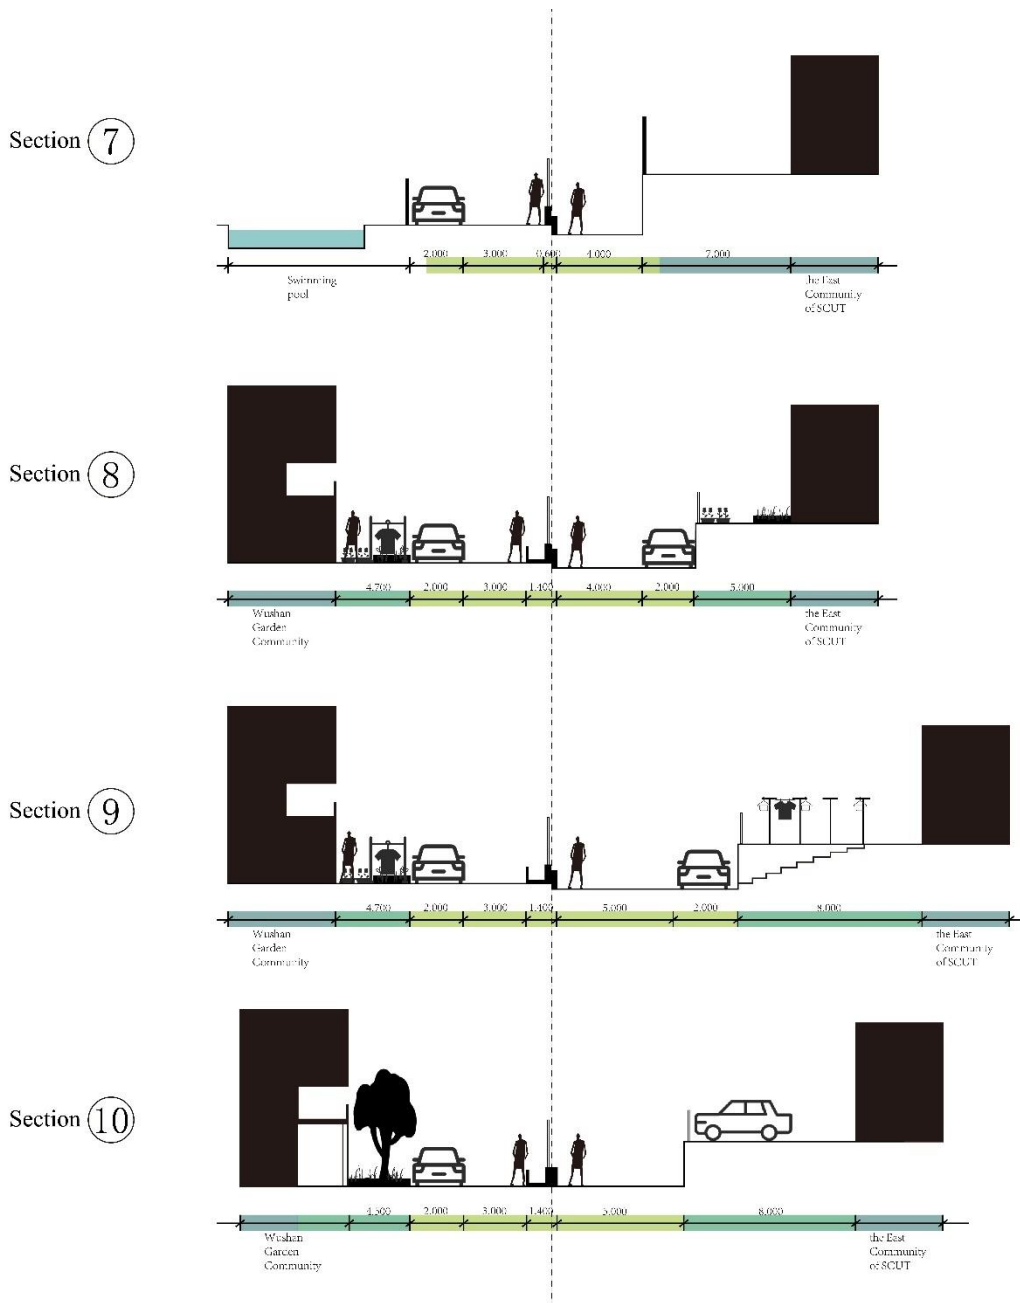 Section 7
2.000 3.000 0.600 4.000 7.000
Swimming
pool
the East
Community
of SCUT
Section 8
4.700 2.000 3.000 1.400 4.000 2.000 5.000
Wushan
Garden
Community
the East
Community
of SCUT
Section 9
4.700 2.000 3.000 1.400 5.000 2.000 8.000
Wushan
Garden
Community
the East
Community
of SCUT
Section 10
4.500 2.000 3.000 1.400 5.000 8.000
Wushan
Garden
Community
the East
Community
of SCUT